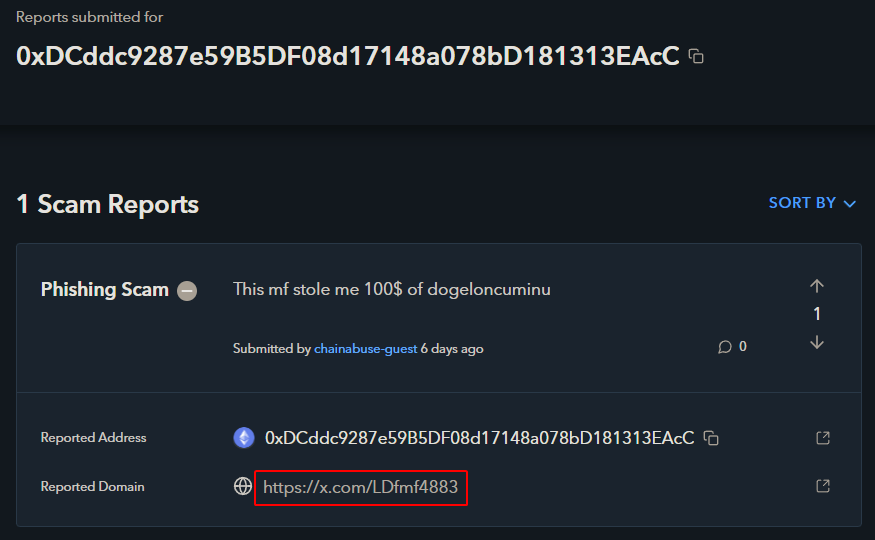 Reports submitted for
0xDCddc9287e59B5DF08d17148a078bD181313EAcC
1 Scam Reports
SORT BY
Phishing Scam
This mf stole me 100$ of dogeloncuminu
1
Submitted by chainabuse-guest 6 days ago
0
Reported Address
0xDCddc9287e59B5DF08d17148a078bD181313EAcC
Reported Domain
https://x.com/LDfmf4883